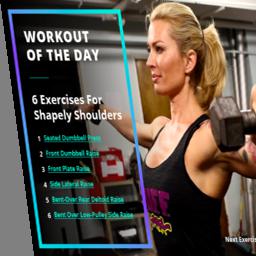 WORKOUT
OF THE DAY
6 Exercises For
Shapely Shoulders
1 Seated Dumbbell Press
2 Front Dumbbell Raise
3 Front Plate Raise
4 Side Lateral Raise
5 Bent-Over Rear Deltoid Raise
6 Bent Over Low-Pulley Side Raise
Next Exercis